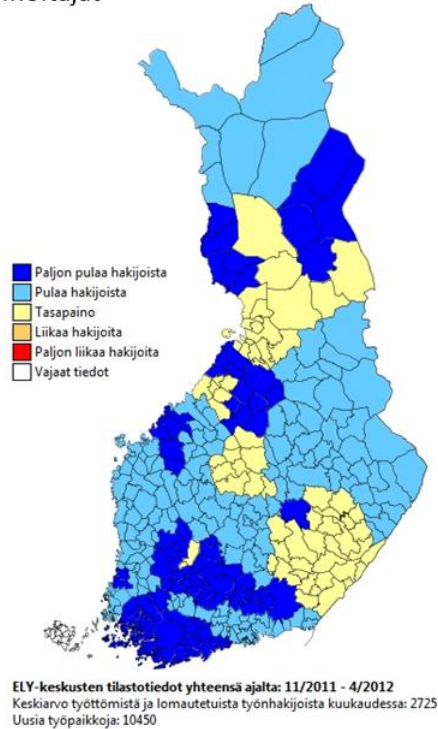 Paljon pulaa hakijoista
Pulaa hakijoista
Tasapaino
Liikaa hakijoita
Paljon liikaa hakijoita
Vajaat tiedot
ELY-keskusten tilastotiedot yhteensä ajalta: 11/2011 - 4/2012
Keskiarvo työttömistä ja lomautetuista työnhakijoista kuukaudessa: 2725
Uusia työpaikkoja: 10450